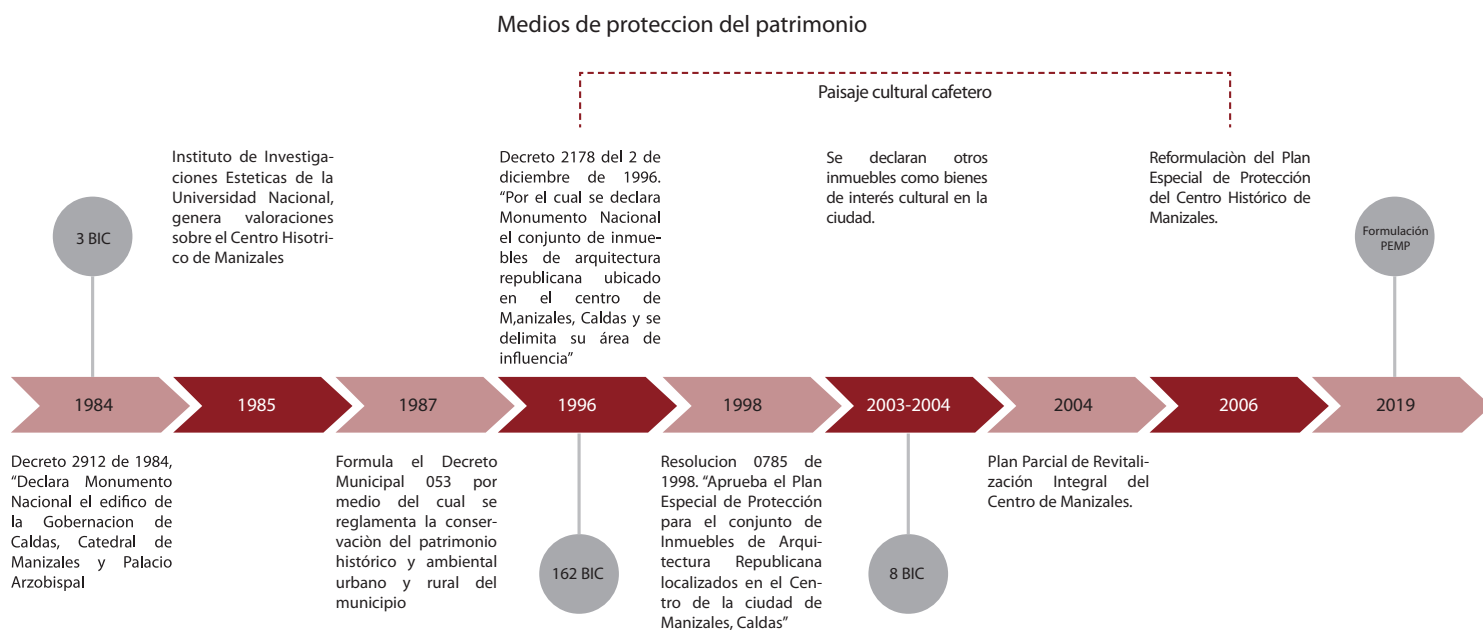 Medios de proteccion del patrimonio
Paisaje cultural cafetero
Instituto de Investiga-
ciones Esteticas de la
Universidad Nacional,
genera valoraciones
sobre el Centro Hisotri-
co de Manizales
Decreto 2178 del 2 de
diciembre de 1996.
“Por el cual se declara
Monumento Nacional
el conjunto de inmue-
bles de arquitectura
republicana ubicado
en el centro de
M,anizales, Caldas y se
delimita su área de
influencia”
Se declaran otros
inmuebles como bienes
de interés cultural en la
ciudad.
Reformulaciòn del Plan
Especial de Protección
del Centro Histórico de
Manizales.
3 BIC
Formulación
PEMP
1984
1985
1987
1996
1998
2003-2004
2004
2006
2019
Decreto 2912 de 1984,
“Declara Monumento
Nacional el edifico de
la Gobernacion de
Caldas, Catedral de
Manizales y Palacio
Arzobispal
Formula el Decreto
Municipal 053 por
medio del cual se
reglamenta la conser-
vaciòn del patrimonio
histórico y ambiental
urbano y rural del
municipio
162 BIC
Resolucion 0785 de
1998. “Aprueba el Plan
Especial de Protección
para el conjunto de
Inmuebles de Arqui-
tectura Republicana
localizados en el Cen-
tro de la ciudad de
Manizales, Caldas”
8 BIC
Plan Parcial de Revitali-
zación Integral del
Centro de Manizales.